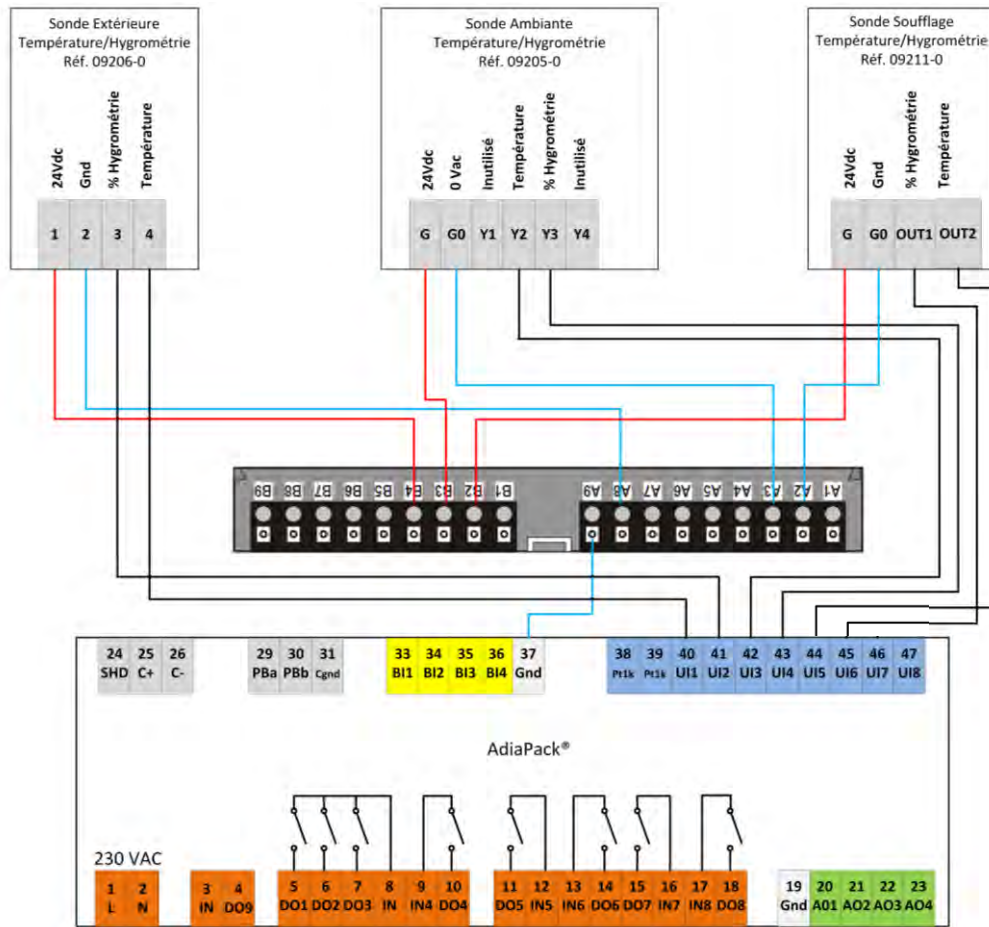 Sonde Extérieure
Température/Hygrométrie
Réf. 09206-0
24Vdc
Gnd
% Hygrométrie
Température
1 2 3 4
Sonde Ambiante
Température/Hygrométrie
Réf. 09205-0
24Vdc
0 Vac
Inutilisé
Température
% Hygrométrie
Inutilisé
G G0 Y1 Y2 Y3 Y4
Sonde Soufflage
Température/Hygrométrie
Réf. 09211-0
24Vdc
Gnd
% Hygrométrie
Température
G G0 OUT1 OUT2
B9 B8 B7 B6 B5 B4 B3 B2 B1 A9 A8 A7 A6 A5 A4 A3 A2 A1
24 25 26 29 30 31 33 34 35 36 37 38 39 40 41 42 43 44 45 46 47
SHD C+ C- PBa PBb Cgnd BI1 BI2 BI3 BI4 Gnd Pt1k Pt1k UI1 UI2 UI3 UI4 UI5 UI6 UI7 UI8
AdiaPack®
230 VAC
1 2 3 4 5 6 7 8 9 10 11 12 13 14 15 16 17 18 19 20 21 22 23
L N IN DO9 DO1 DO2 DO3 IN IN4 DO4 DO5 IN5 IN6 DO6 DO7 IN7 IN8 DO8 Gnd A01 AO2 AO3 AO4